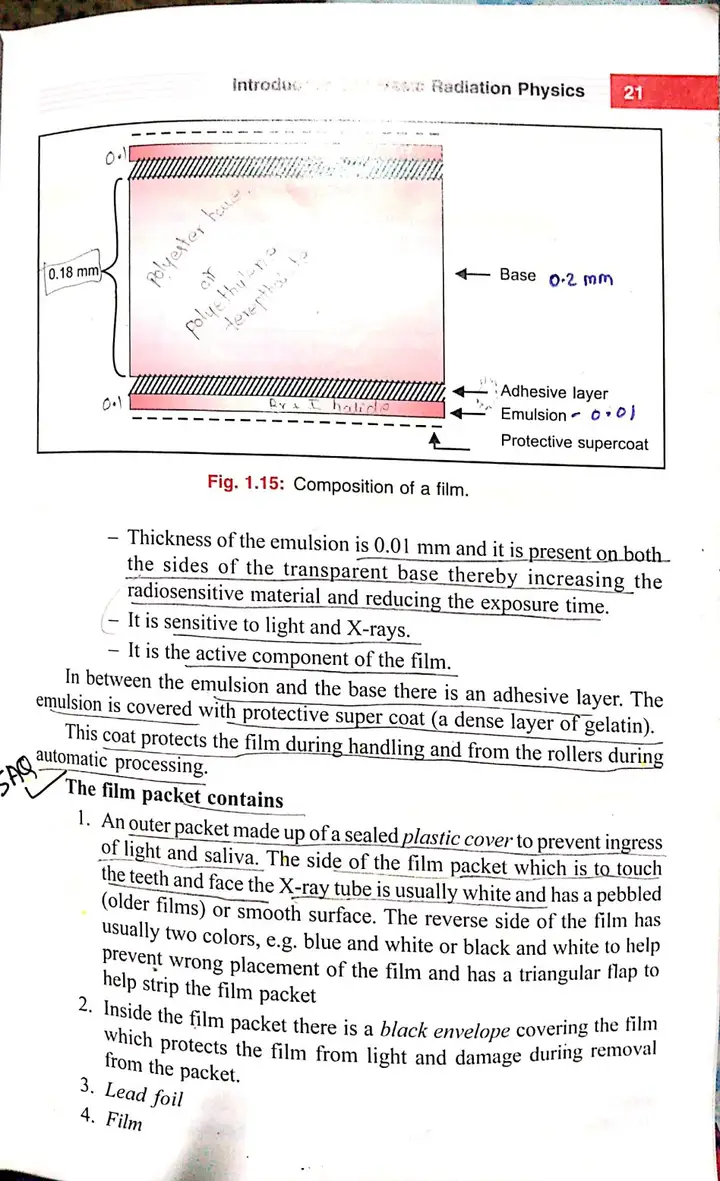 Radiation Physics 21
0.1
polyester base
or
polyethylene
terepthalate
0.18 mm
Base 0.2 mm
Adhesive layer
0.1
Br + I halide
Emulsion - 0.01
Protective supercoat
Fig. 1.15: Composition of a film.
– Thickness of the emulsion is 0.01 mm and it is present on both
the sides of the transparent base thereby increasing the
radiosensitive material and reducing the exposure time.
– It is sensitive to light and X-rays.
– It is the active component of the film.
In between the emulsion and the base there is an adhesive layer. The
emulsion is covered with protective super coat (a dense layer of gelatin).
This coat protects the film during handling and from the rollers during
automatic processing.
SAQ
The film packet contains
1. An outer packet made up of a sealed plastic cover to prevent ingress
of light and saliva. The side of the film packet which is to touch
the teeth and face the X-ray tube is usually white and has a pebbled
(older films) or smooth surface. The reverse side of the film has
usually two colors, e.g. blue and white or black and white to help
prevent wrong placement of the film and has a triangular flap to
help strip the film packet
2. Inside the film packet there is a black envelope covering the film
which protects the film from light and damage during removal
from the packet.
3. Lead foil
4. Film